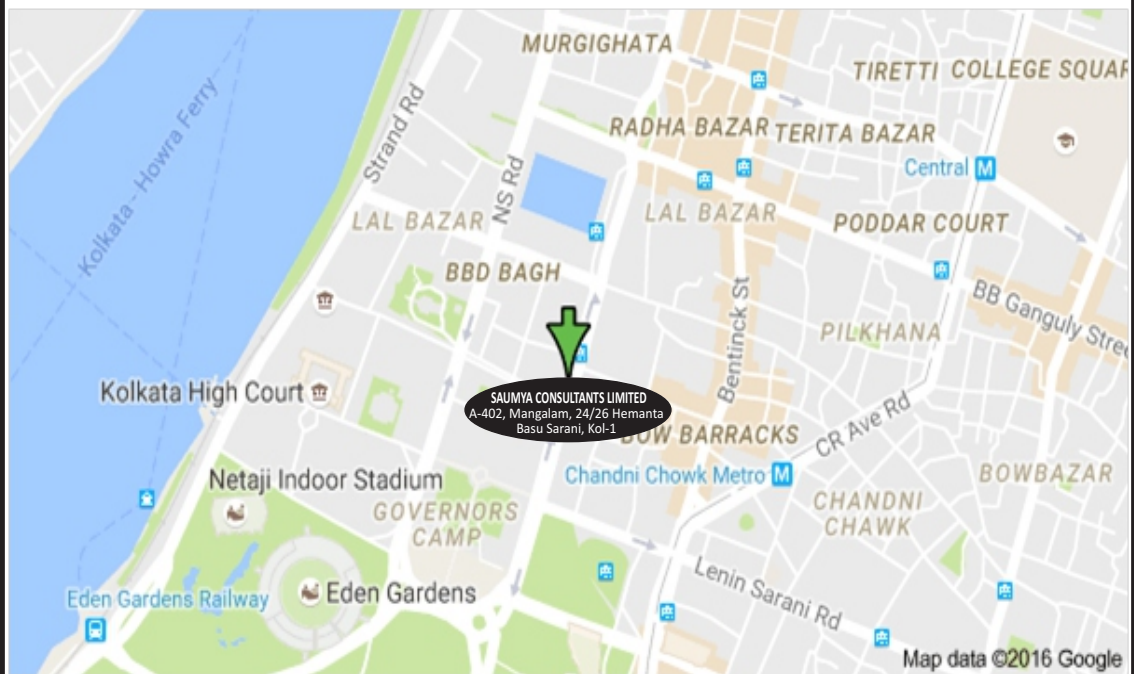 MURGIGHATA
TIRETTI COLLEGE SQUAR
Strand Rd
Kolkata - Howra Ferry
RADHA BAZAR
TERITA BAZAR
Central M
NS Rd
LAL BAZAR
LAL BAZAR
PODDAR COURT
BBD BAGH
BB Ganguly Stree
Bentinck St
PILKHANA
Kolkata High Court
SAUMYA CONSULTANTS LIMITED
A-402, Mangalam, 24/26 Hemanta
Basu Sarani, Kol-1
BOW BARRACKS
CR Ave Rd
Chandni Chowk Metro M
BOWBAZAR
Netaji Indoor Stadium
GOVERNORS
CAMP
CHANDNI
CHAWK
Lenin Sarani Rd
Eden Gardens Railway
Eden Gardens
Map data ©2016 Google